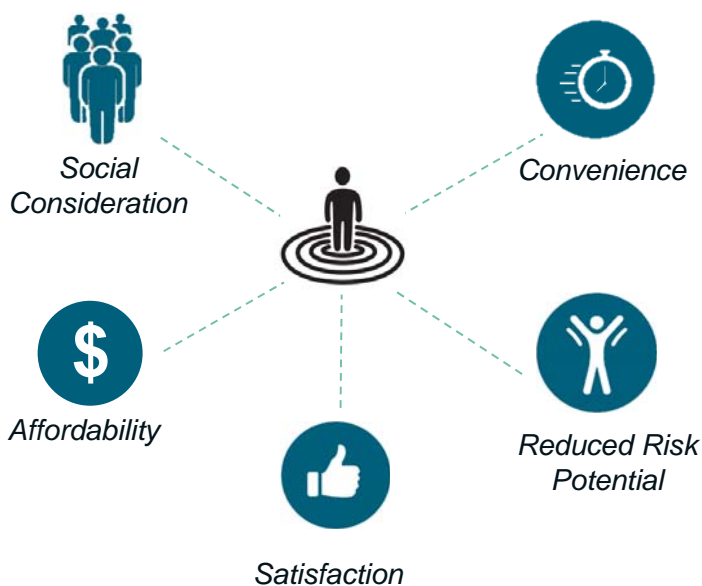 Social
Consideration
Convenience
$
Affordability
Reduced Risk
Potential
Satisfaction